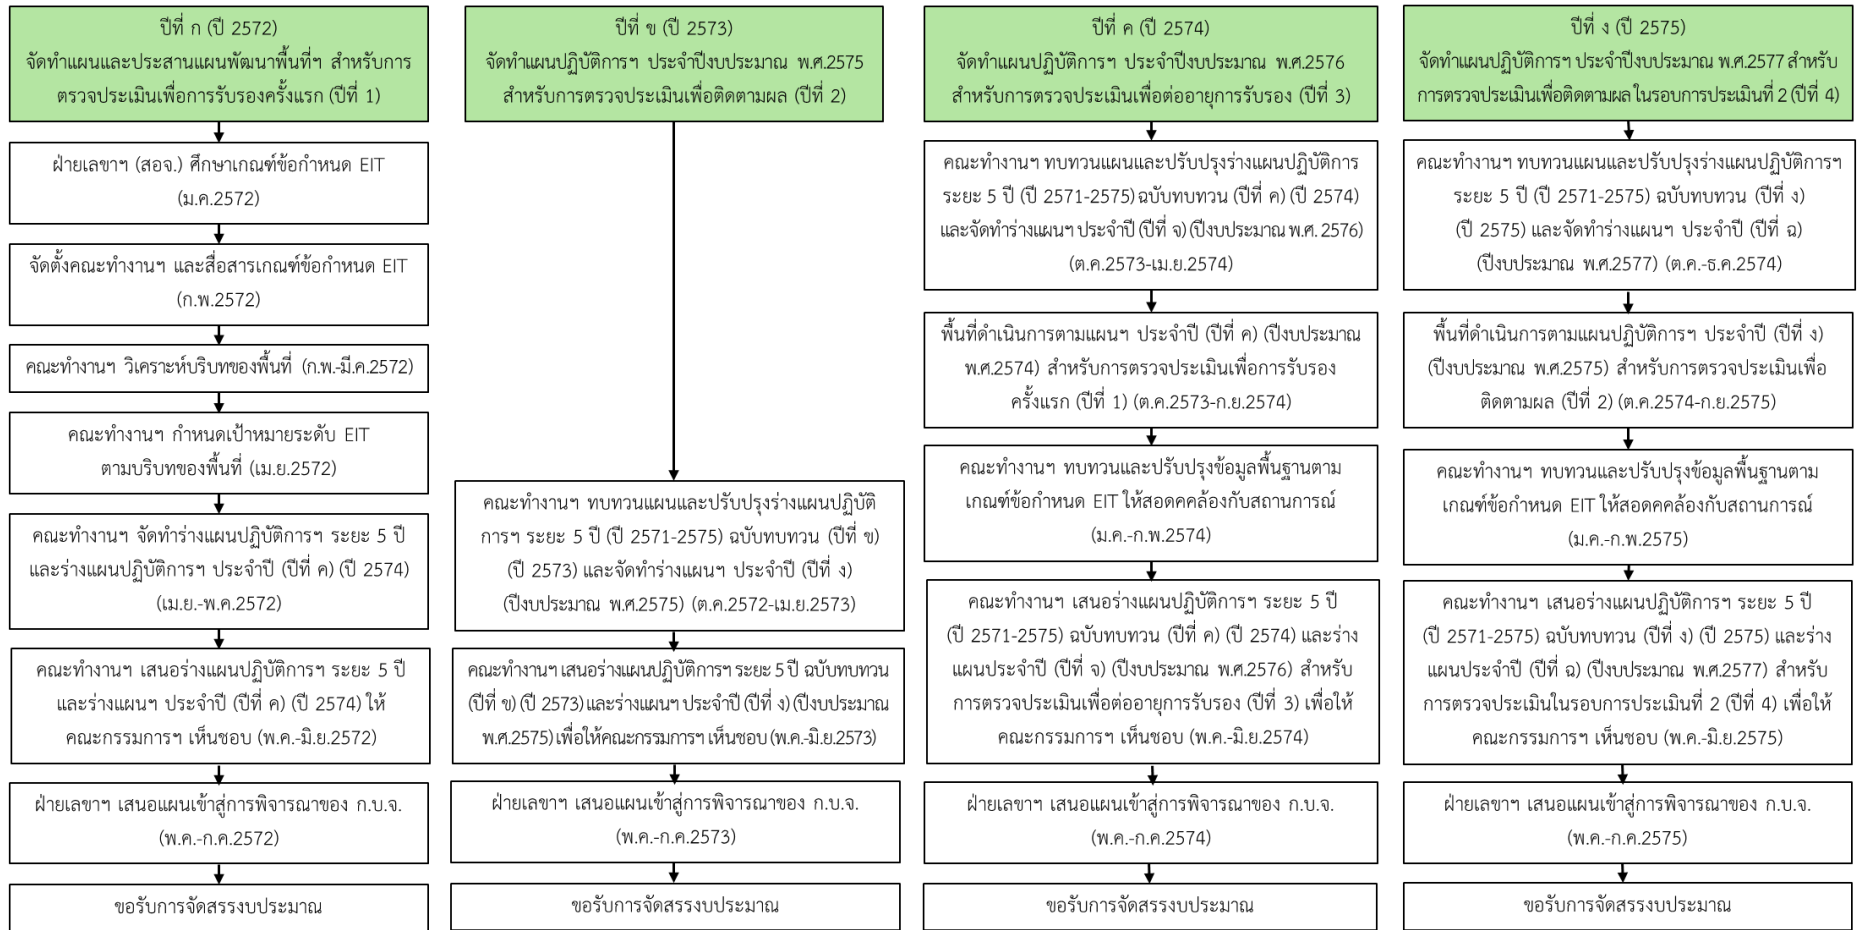 ปีที่ ก (ปี 2572)
จัดทำแผนและประสานแผนพัฒนาพื้นที่ฯ สำหรับการ
ตรวจประเมินเพื่อการรับรองครั้งแรก (ปีที่ 1)
ฝ่ายเลขาฯ (สอจ.) ศึกษาเกณฑ์ข้อกำหนด EIT
(ม.ค.2572)
จัดตั้งคณะทำงานฯ และสื่อสารเกณฑ์ข้อกำหนด EIT
(ก.พ.2572)
คณะทำงานฯ วิเคราะห์บริบทของพื้นที่ (ก.พ.-มี.ค.2572)
คณะทำงานฯ กำหนดเป้าหมายระดับ EIT
ตามบริบทของพื้นที่ (เม.ย.2572)
คณะทำงานฯ จัดทำร่างแผนปฏิบัติการฯ ระยะ 5 ปี
และร่างแผนปฏิบัติการฯ ประจำปี (ปีที่ ค) (ปี 2574)
(เม.ย.-พ.ค.2572)
คณะทำงานฯ เสนอร่างแผนปฏิบัติการฯ ระยะ 5 ปี
และร่างแผนฯ ประจำปี (ปีที่ ค) (ปี 2574) ให้
คณะกรรมการฯ เห็นชอบ (พ.ค.-มิ.ย.2572)
ฝ่ายเลขาฯ เสนอแผนเข้าสู่การพิจารณาของ ก.บ.จ.
(พ.ค.-ก.ค.2572)
ขอรับการจัดสรรงบประมาณ
ปีที่ ข (ปี 2573)
จัดทำแผนปฏิบัติการฯ ประจำปีงบประมาณ พ.ศ.2575
สำหรับการตรวจประเมินเพื่อติดตามผล (ปีที่ 2)
คณะทำงานฯ ทบทวนแผนและปรับปรุงร่างแผนปฏิบัติ
การฯ ระยะ 5 ปี (ปี 2571-2575) ฉบับทบทวน (ปีที่ ข)
(ปี 2573) และจัดทำร่างแผนฯ ประจำปี (ปีที่ ง)
(ปีงบประมาณ พ.ศ.2575) (ต.ค.2572-เม.ย.2573)
คณะทำงานฯ เสนอร่างแผนปฏิบัติการฯ ระยะ 5 ปี ฉบับทบทวน
(ปีที่ ข) (ปี 2573) และร่างแผนฯ ประจำปี (ปีที่ ง) (ปีงบประมาณ
พ.ศ.2575) เพื่อให้คณะกรรมการฯ เห็นชอบ (พ.ค.-มิ.ย.2573)
ฝ่ายเลขาฯ เสนอแผนเข้าสู่การพิจารณาของ ก.บ.จ.
(พ.ค.-ก.ค.2573)
ขอรับการจัดสรรงบประมาณ
ปีที่ ค (ปี 2574)
จัดทำแผนปฏิบัติการฯ ประจำปีงบประมาณ พ.ศ.2576
สำหรับการตรวจประเมินเพื่อต่ออายุการรับรอง (ปีที่ 3)
คณะทำงานฯ ทบทวนแผนและปรับปรุงร่างแผนปฏิบัติการ
ระยะ 5 ปี (ปี 2571-2575) ฉบับทบทวน (ปีที่ ค) (ปี 2574)
และจัดทำร่างแผนฯ ประจำปี (ปีที่ จ) (ปีงบประมาณ พ.ศ. 2576)
(ต.ค.2573-เม.ย.2574)
พื้นที่ดำเนินการตามแผนฯ ประจำปี (ปีที่ ค) (ปีงบประมาณ
พ.ศ.2574) สำหรับการตรวจประเมินเพื่อการรับรอง
ครั้งแรก (ปีที่ 1) (ต.ค.2573-ก.ย.2574)
คณะทำงานฯ ทบทวนและปรับปรุงข้อมูลพื้นฐานตาม
เกณฑ์ข้อกำหนด EIT ให้สอดคคล้องกับสถานการณ์
(ม.ค.-ก.พ.2574)
คณะทำงานฯ เสนอร่างแผนปฏิบัติการฯ ระยะ 5 ปี
(ปี 2571-2575) ฉบับทบทวน (ปีที่ ค) (ปี 2574) และร่าง
แผนประจำปี (ปีที่ จ) (ปีงบประมาณ พ.ศ.2576) สำหรับ
การตรวจประเมินเพื่อต่ออายุการรับรอง (ปีที่ 3) เพื่อให้
คณะกรรมการฯ เห็นชอบ (พ.ค.-มิ.ย.2574)
ฝ่ายเลขาฯ เสนอแผนเข้าสู่การพิจารณาของ ก.บ.จ.
(พ.ค.-ก.ค.2574)
ขอรับการจัดสรรงบประมาณ
ปีที่ ง (ปี 2575)
จัดทำแผนปฏิบัติการฯ ประจำปีงบประมาณ พ.ศ.2577 สำหรับ
การตรวจประเมินเพื่อติดตามผล ในรอบการประเมินที่ 2 (ปีที่ 4)
คณะทำงานฯ ทบทวนแผนและปรับปรุงร่างแผนปฏิบัติการฯ
ระยะ 5 ปี (ปี 2571-2575) ฉบับทบทวน (ปีที่ ง)
(ปี 2575) และจัดทำร่างแผนฯ ประจำปี (ปีที่ ฉ)
(ปีงบประมาณ พ.ศ.2577) (ต.ค.-ธ.ค.2574)
พื้นที่ดำเนินการตามแผนปฏิบัติการฯ ประจำปี (ปีที่ ง)
(ปีงบประมาณ พ.ศ.2575) สำหรับการตรวจประเมินเพื่อ
ติดตามผล (ปีที่ 2) (ต.ค.2574-ก.ย.2575)
คณะทำงานฯ ทบทวนและปรับปรุงข้อมูลพื้นฐานตาม
เกณฑ์ข้อกำหนด EIT ให้สอดคคล้องกับสถานการณ์
(ม.ค.-ก.พ.2575)
คณะทำงานฯ เสนอร่างแผนปฏิบัติการฯ ระยะ 5 ปี
(ปี 2571-2575) ฉบับทบทวน (ปีที่ ง) (ปี 2575) และร่าง
แผนประจำปี (ปีที่ ฉ) (ปีงบประมาณ พ.ศ.2577) สำหรับ
การตรวจประเมินในรอบการประเมินที่ 2 (ปีที่ 4) เพื่อให้
คณะกรรมการฯ เห็นชอบ (พ.ค.-มิ.ย.2575)
ฝ่ายเลขาฯ เสนอแผนเข้าสู่การพิจารณาของ ก.บ.จ.
(พ.ค.-ก.ค.2575)
ขอรับการจัดสรรงบประมาณ